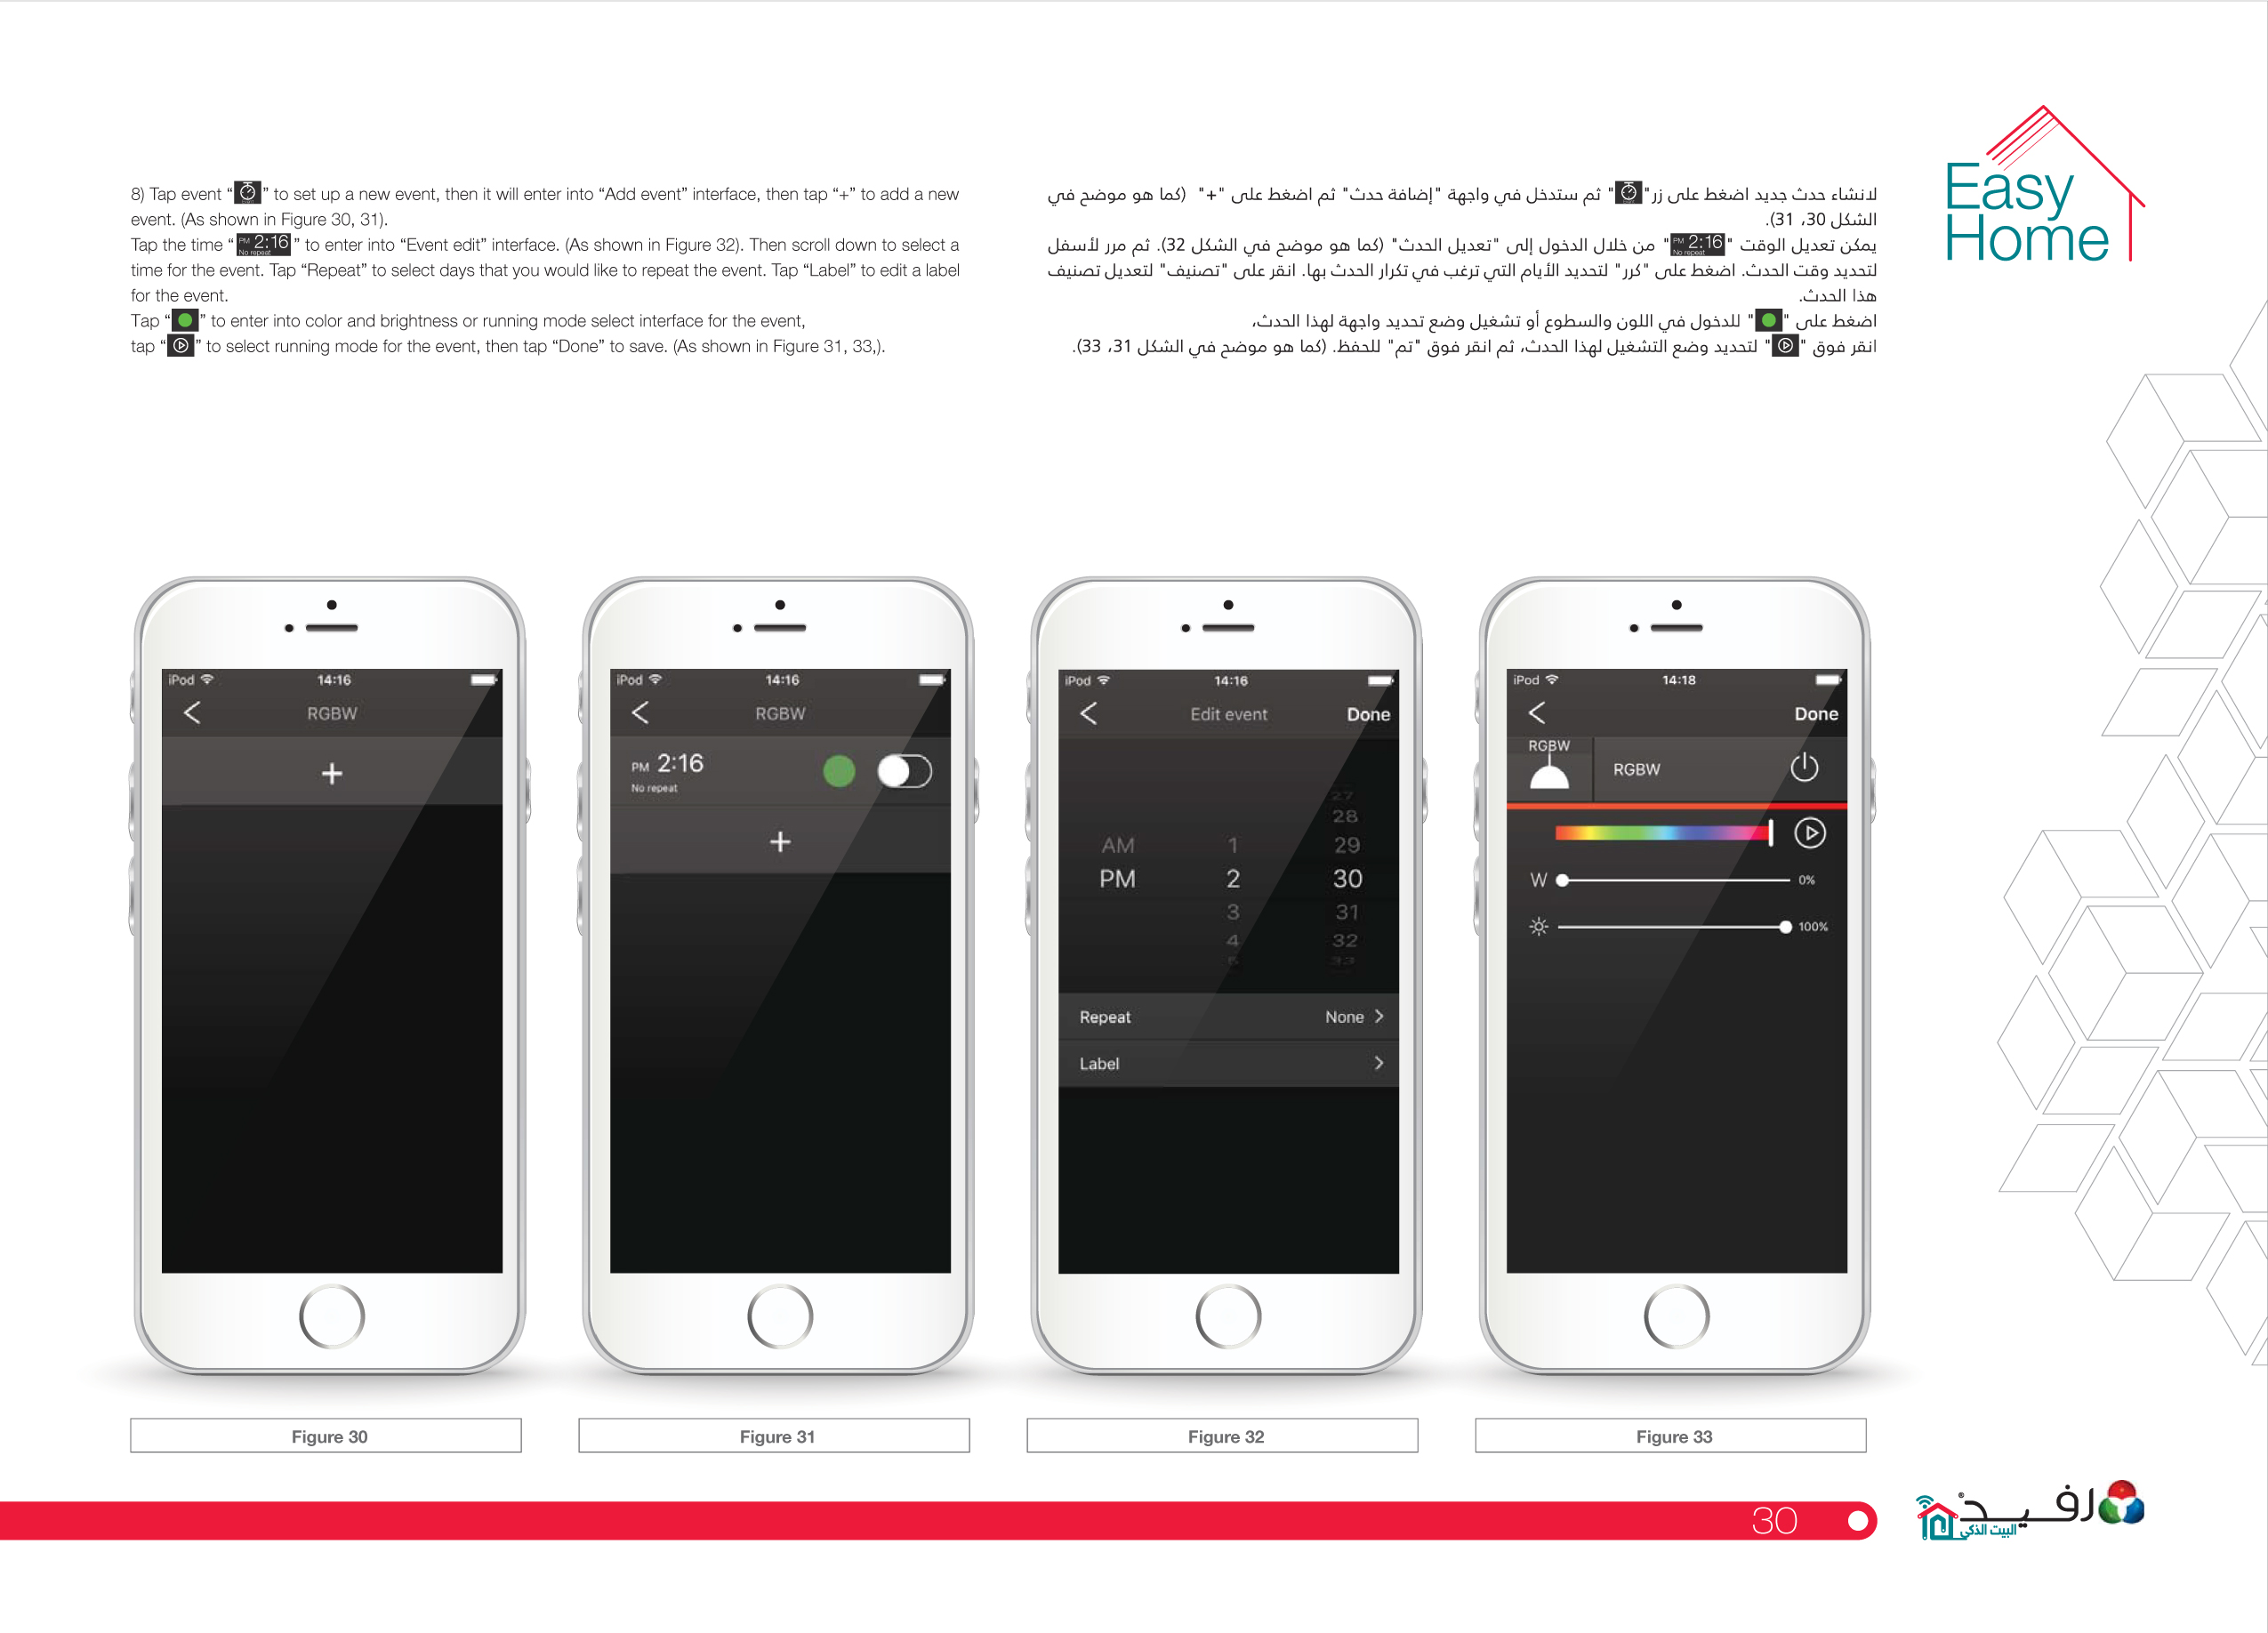 8) Tap event “ ” to set up a new event, then it will enter into “Add event” interface, then tap “+” to add a new
event. (As shown in Figure 30, 31).
Tap the time “PM 2:16 No repeat” to enter into “Event edit” interface. (As shown in Figure 32). Then scroll down to select a
time for the event. Tap “Repeat” to select days that you would like to repeat the event. Tap “Label” to edit a label
for the event.
Tap “ ” to enter into color and brightness or running mode select interface for the event,
tap “ ” to select running mode for the event, then tap “Done” to save. (As shown in Figure 31, 33,).
لانشاء حدث جديد اضغط على زر" " ثم ستدخل في واجهة "إضافة حدث" ثم اضغط على "+" (كما هو موضح في
الشكل 30، 31).
يمكن تعديل الوقت "PM 2:16 No repeat" من خلال الدخول إلى "تعديل الحدث" (كما هو موضح في الشكل 32). ثم مرر لأسفل
لتحديد وقت الحدث. اضغط على "كرر" لتحديد الأيام التي ترغب في تكرار الحدث بها. انقر على "تصنيف" لتعديل تصنيف
هذا الحدث.
اضغط على " " للدخول في اللون والسطوع أو تشغيل وضع تحديد واجهة لهذا الحدث،
انقر فوق " " لتحديد وضع التشغيل لهذا الحدث، ثم انقر فوق "تم" للحفظ. (كما هو موضح في الشكل 31، 33).
Easy
Home
iPod 14:16
RGBW
+
Figure 30
iPod 14:16
RGBW
PM 2:16
No repeat
+
Figure 31
iPod 14:16
Edit event Done
27
28
AM 1 29
PM 2 30
3 31
4 32
5 33
Repeat None
Label
Figure 32
iPod 14:18
Done
RGBW
RGBW
W 0%
100%
Figure 33
30
رفيد®
البيت الذكي